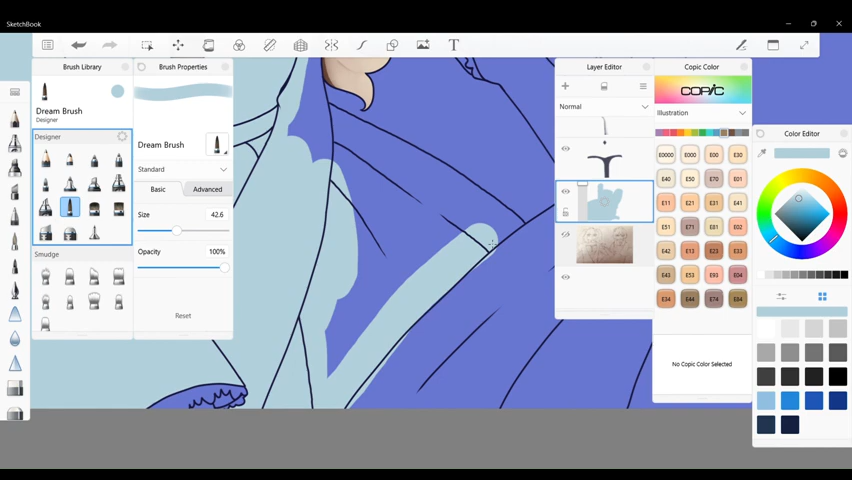 SketchBook
T
Brush Library
Brush Properties
Layer Editor
Copic Color
Dream Brush
Designer
Designer
Smudge
Dream Brush
Standard
Basic
Advanced
Size
42.6
Opacity
100%
Reset
Normal
COPIC
Illustration
E0000 E000 E00 E30
E40 E50 E70 E01
E11 E21 E31 E41
E51 E71 E81 E02
E42 E13 E23 E33
E43 E53 E93 E04
E34 E44 E74 E84
No Copic Color Selected
Color Editor